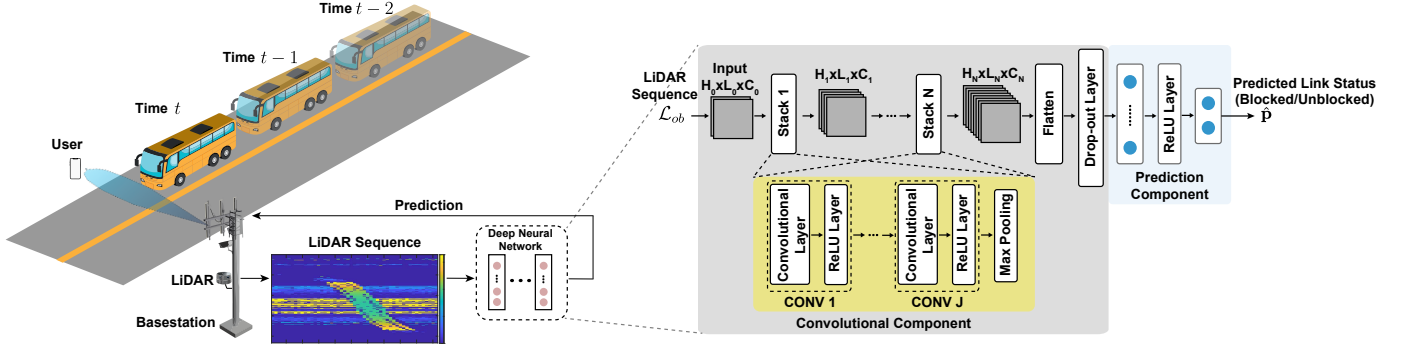 Time t − 2
Time t − 1
Time t
User
Prediction
LiDAR Sequence
LiDAR
Basestation
Deep Neural
Network
LiDAR
Sequence
ℒ_ob
Input
H₀xL₀xC₀
Stack 1
H₁xL₁xC₁
Stack N
H_NxL_NxC_N
Flatten
Drop-out Layer
ReLU Layer
Prediction
Component
Predicted Link Status
(Blocked/Unblocked)
p̂
Convolutional
Layer
ReLU Layer
CONV 1
Convolutional
Layer
ReLU Layer
CONV J
Max Pooling
Convolutional Component